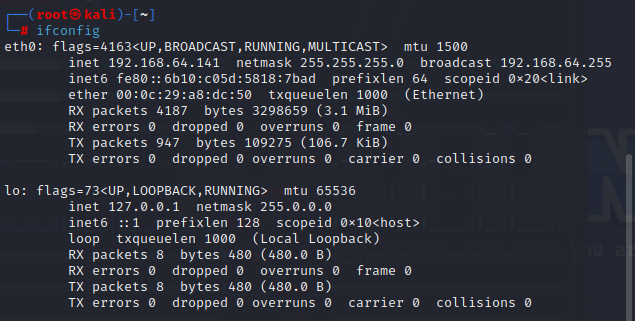 ┌──(root㉿kali)-[~]
└─# ifconfig
eth0: flags=4163<UP,BROADCAST,RUNNING,MULTICAST>  mtu 1500
        inet 192.168.64.141  netmask 255.255.255.0  broadcast 192.168.64.255
        inet6 fe80::6b10:c05d:5818:7bad  prefixlen 64  scopeid 0×20<link>
        ether 00:0c:29:a8:dc:50  txqueuelen 1000  (Ethernet)
        RX packets 4187  bytes 3298659 (3.1 MiB)
        RX errors 0  dropped 0  overruns 0  frame 0
        TX packets 947  bytes 109275 (106.7 KiB)
        TX errors 0  dropped 0 overruns 0  carrier 0  collisions 0

lo: flags=73<UP,LOOPBACK,RUNNING>  mtu 65536
        inet 127.0.0.1  netmask 255.0.0.0
        inet6 ::1  prefixlen 128  scopeid 0×10<host>
        loop  txqueuelen 1000  (Local Loopback)
        RX packets 8  bytes 480 (480.0 B)
        RX errors 0  dropped 0  overruns 0  frame 0
        TX packets 8  bytes 480 (480.0 B)
        TX errors 0  dropped 0 overruns 0  carrier 0  collisions 0